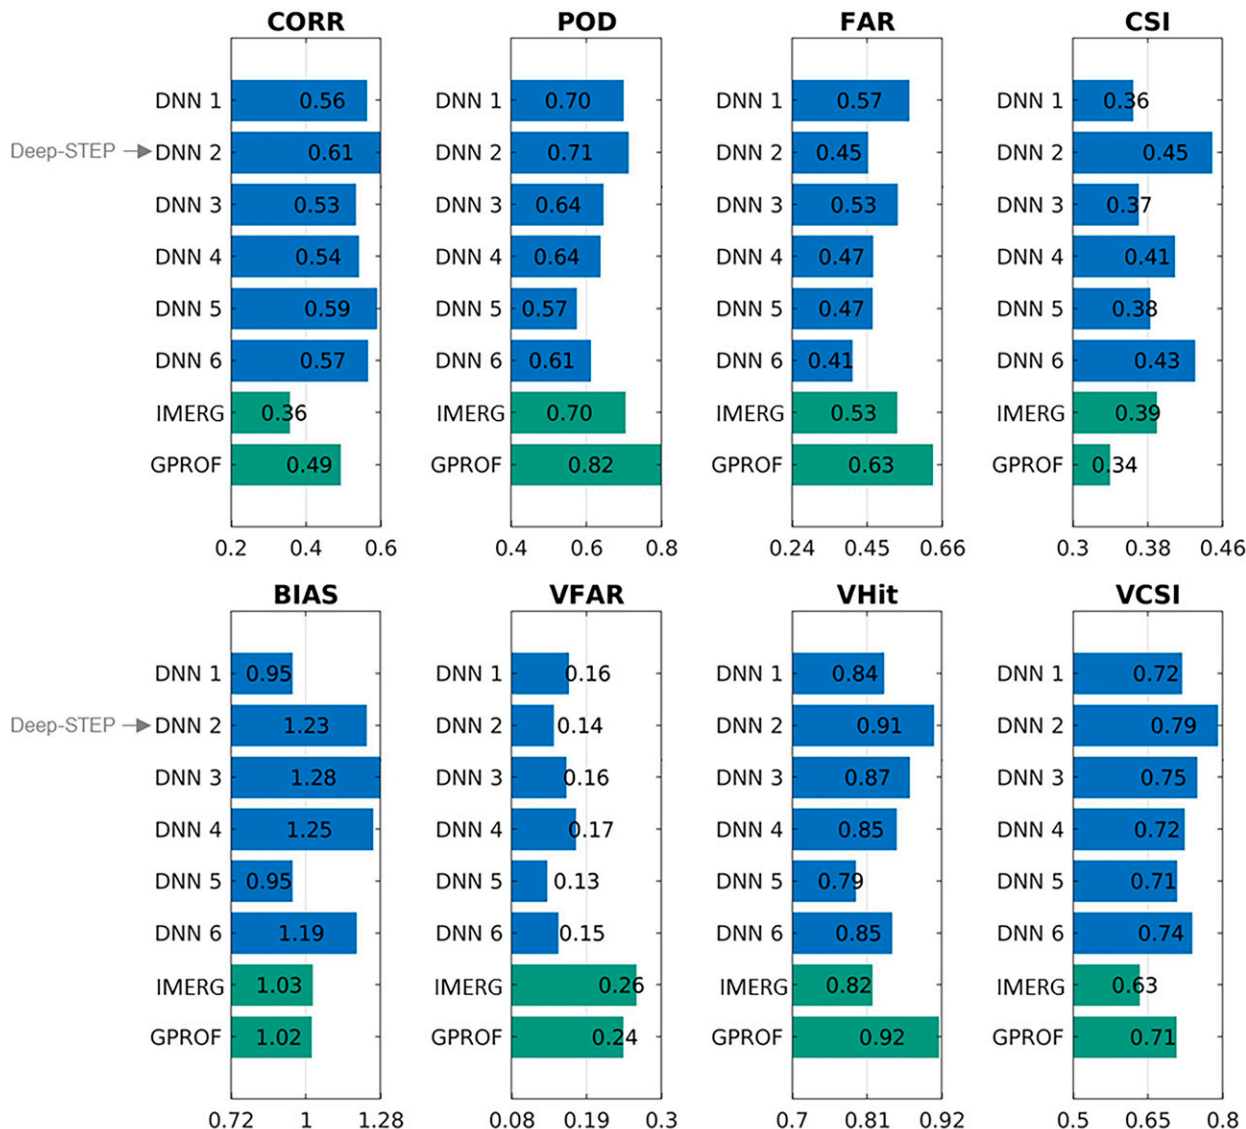 CORR POD FAR CSI
DNN 1 0.56 DNN 1 0.70 DNN 1 0.57 DNN 1 0.36
Deep-STEP DNN 2 0.61 DNN 2 0.71 DNN 2 0.45 DNN 2 0.45
DNN 3 0.53 DNN 3 0.64 DNN 3 0.53 DNN 3 0.37
DNN 4 0.54 DNN 4 0.64 DNN 4 0.47 DNN 4 0.41
DNN 5 0.59 DNN 5 0.57 DNN 5 0.47 DNN 5 0.38
DNN 6 0.57 DNN 6 0.61 DNN 6 0.41 DNN 6 0.43
IMERG 0.36 IMERG 0.70 IMERG 0.53 IMERG 0.39
GPROF 0.49 GPROF 0.82 GPROF 0.63 GPROF 0.34
0.2 0.4 0.6 0.4 0.6 0.8 0.24 0.45 0.66 0.3 0.38 0.46
BIAS VFAR VHit VCSI
DNN 1 0.95 DNN 1 0.16 DNN 1 0.84 DNN 1 0.72
Deep-STEP DNN 2 1.23 DNN 2 0.14 DNN 2 0.91 DNN 2 0.79
DNN 3 1.28 DNN 3 0.16 DNN 3 0.87 DNN 3 0.75
DNN 4 1.25 DNN 4 0.17 DNN 4 0.85 DNN 4 0.72
DNN 5 0.95 DNN 5 0.13 DNN 5 0.79 DNN 5 0.71
DNN 6 1.19 DNN 6 0.15 DNN 6 0.85 DNN 6 0.74
IMERG 1.03 IMERG 0.26 IMERG 0.82 IMERG 0.63
GPROF 1.02 GPROF 0.24 GPROF 0.92 GPROF 0.71
0.72 1 1.28 0.08 0.19 0.3 0.7 0.81 0.92 0.5 0.65 0.8